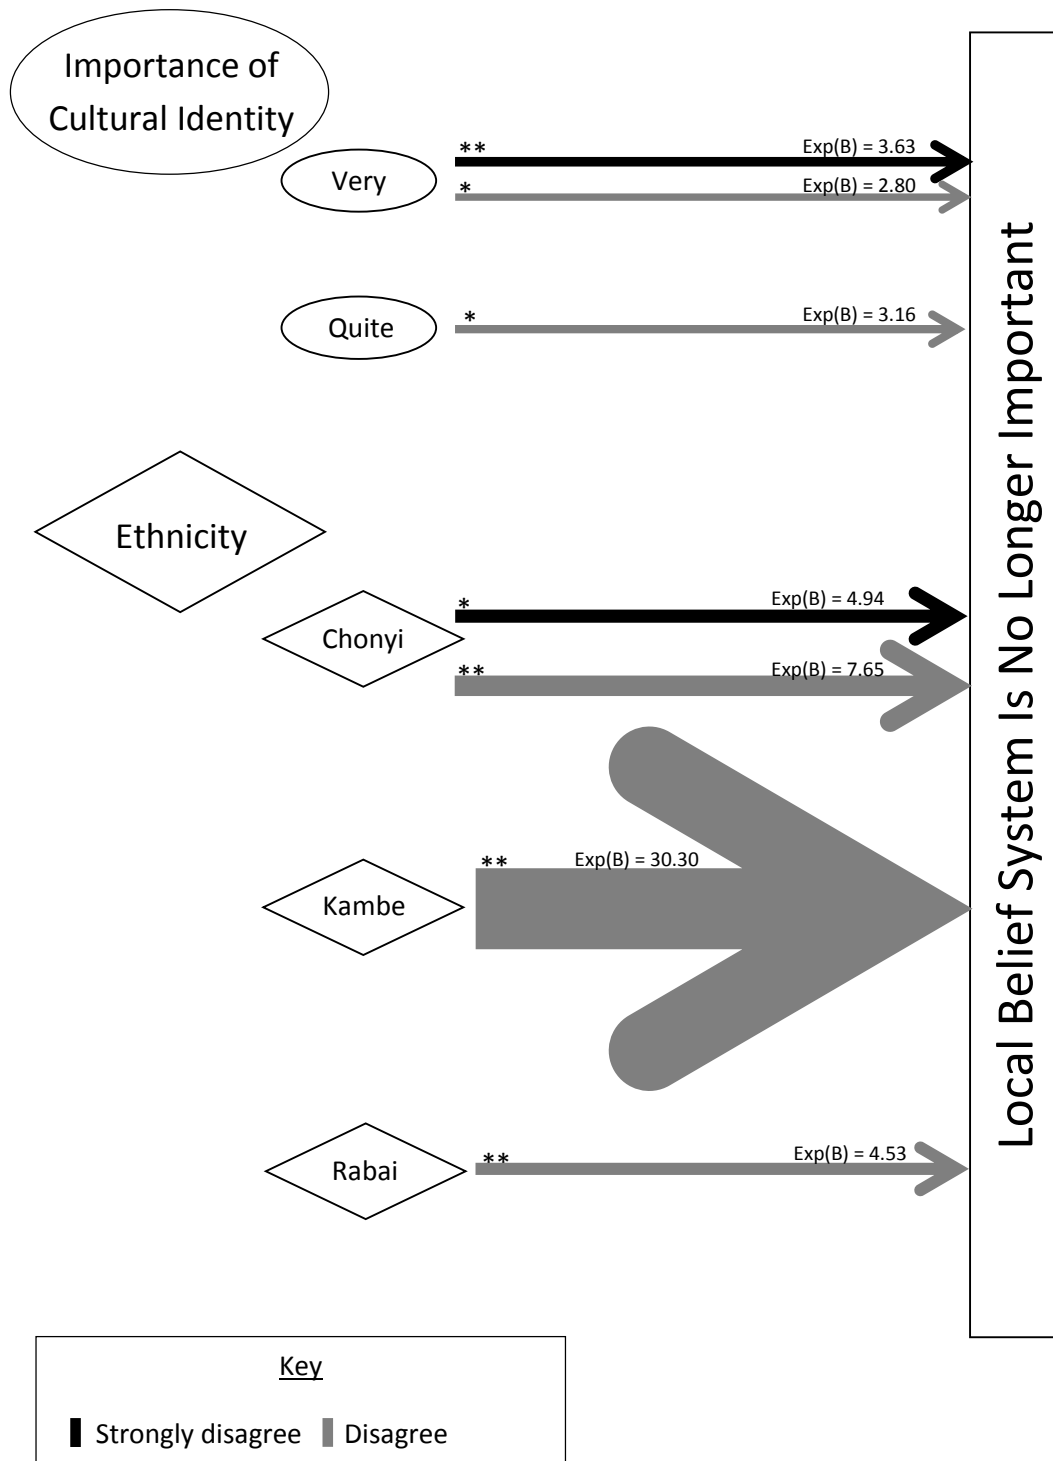 Importance of
Cultural Identity
Very
** Exp(B) = 3.63
* Exp(B) = 2.80
Quite
* Exp(B) = 3.16
Ethnicity
Chonyi
* Exp(B) = 4.94
** Exp(B) = 7.65
Kambe
** Exp(B) = 30.30
Rabai
** Exp(B) = 4.53
Local Belief System Is No Longer Important
Key
Strongly disagree Disagree